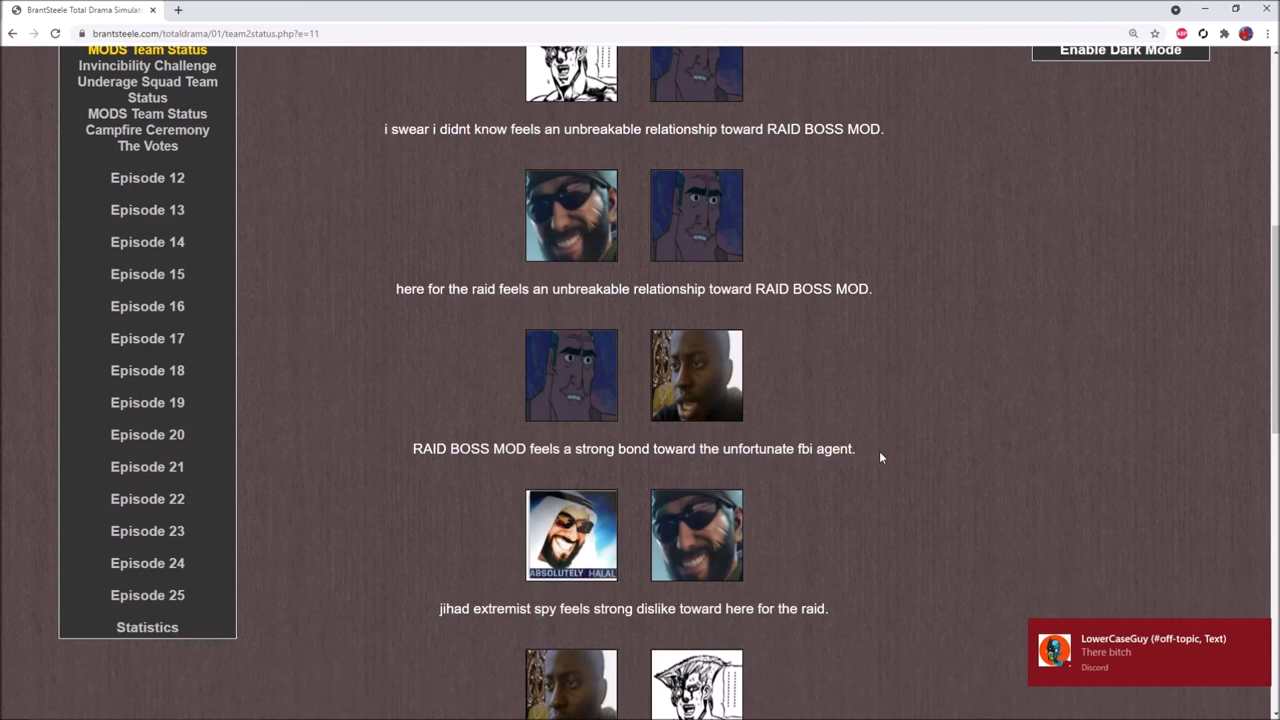 BrantSteele Total Drama Simulat
brantsteele.com/totaldrama/01/team2status.php?e=11
MODS Team Status
Invincibility Challenge
Underage Squad Team
Status
MODS Team Status
Campfire Ceremony
The Votes
Episode 12
Episode 13
Episode 14
Episode 15
Episode 16
Episode 17
Episode 18
Episode 19
Episode 20
Episode 21
Episode 22
Episode 23
Episode 24
Episode 25
Statistics
Enable Dark Mode
i swear i didnt know feels an unbreakable relationship toward RAID BOSS MOD.
here for the raid feels an unbreakable relationship toward RAID BOSS MOD.
RAID BOSS MOD feels a strong bond toward the unfortunate fbi agent.
ABSOLUTELY HALAL
jihad extremist spy feels strong dislike toward here for the raid.
LowerCaseGuy (#off-topic, Text)
There bitch
Discord
ABP